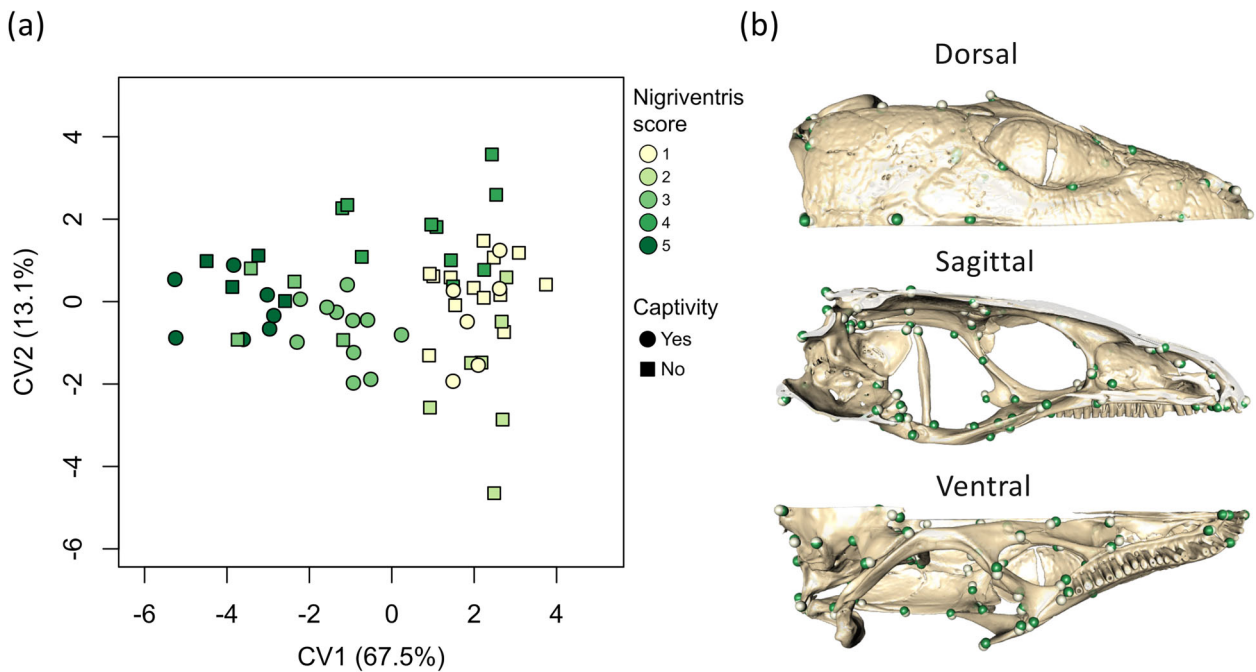 (a)
(b)
4
2
0
-2
-4
-6
CV2 (13.1%)
-6
-4
-2
0
2
4
CV1 (67.5%)
Nigriventris
score
1
2
3
4
5
Captivity
Yes
No
Dorsal
Sagittal
Ventral